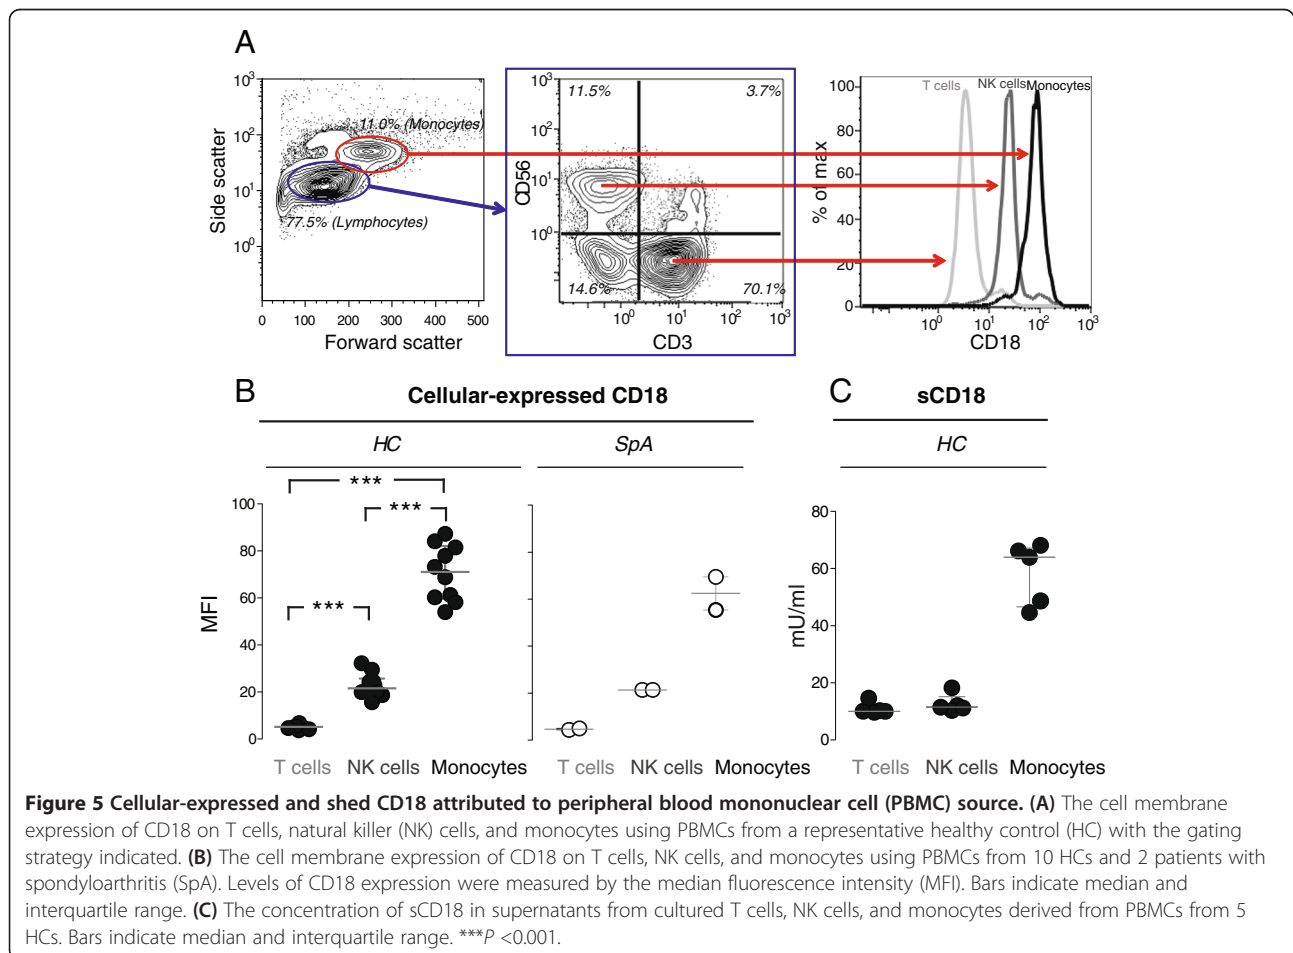 A
10³
10²
10¹
10⁰
Side scatter
11.0% (Monocytes)
77.5% (Lymphocytes)
0 100 200 300 400 500
Forward scatter
10³
10²
10¹
10⁰
CD56
11.5% 3.7%
14.6% 70.1%
10⁰ 10¹ 10² 10³
CD3
100
80
60
40
20
0
% of max
T cells NK cells Monocytes
10⁰ 10¹ 10² 10³
CD18
B Cellular-expressed CD18
HC SpA
***
***
***
100
80
60
40
20
0
MFI
T cells NK cells Monocytes
T cells NK cells Monocytes
C sCD18
HC
80
60
40
20
0
mU/ml
T cells NK cells Monocytes
Figure 5 Cellular-expressed and shed CD18 attributed to peripheral blood mononuclear cell (PBMC) source. (A) The cell membrane
expression of CD18 on T cells, natural killer (NK) cells, and monocytes using PBMCs from a representative healthy control (HC) with the gating
strategy indicated. (B) The cell membrane expression of CD18 on T cells, NK cells, and monocytes using PBMCs from 10 HCs and 2 patients with
spondyloarthritis (SpA). Levels of CD18 expression were measured by the median fluorescence intensity (MFI). Bars indicate median and
interquartile range. (C) The concentration of sCD18 in supernatants from cultured T cells, NK cells, and monocytes derived from PBMCs from 5
HCs. Bars indicate median and interquartile range. ***P <0.001.